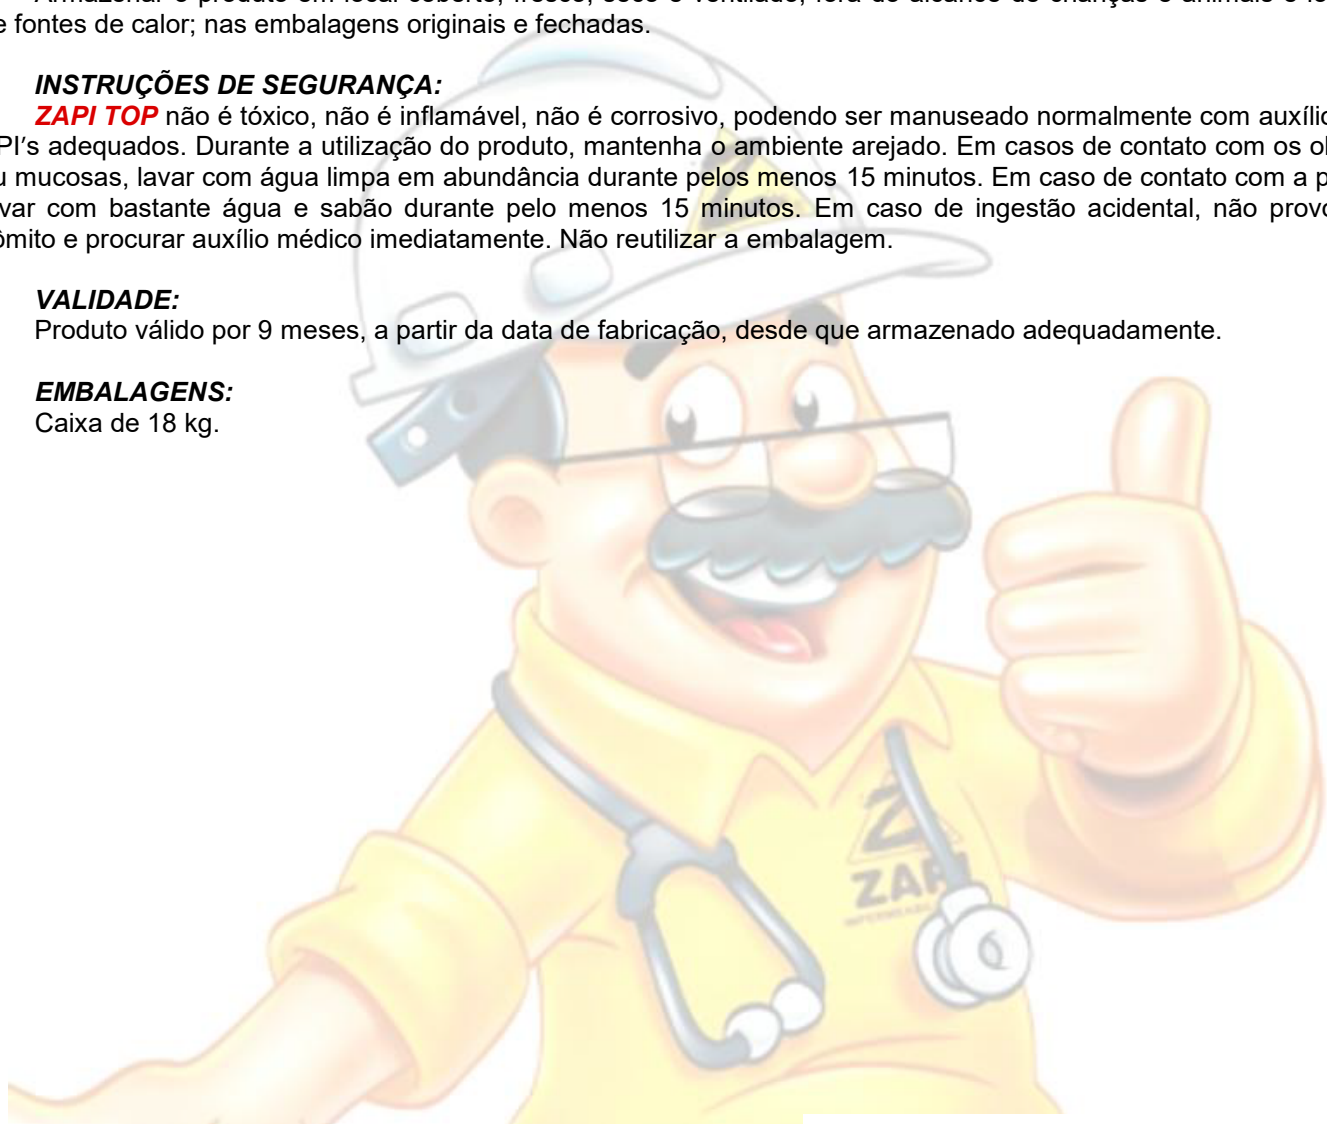 fontes de calor; nas embalagens originais e fechadas.
INSTRUÇÕES DE SEGURANÇA:
ZAPI TOP não é tóxico, não é inflamável, não é corrosivo, podendo ser manuseado normalmente com auxílio
PI's adequados. Durante a utilização do produto, mantenha o ambiente arejado. Em casos de contato com os
mucosas, lavar com água limpa em abundância durante pelos menos 15 minutos. Em caso de contato com a
var com bastante água e sabão durante pelo menos 15 minutos. Em caso de ingestão acidental, não
ômito e procurar auxílio médico imediatamente. Não reutilizar a embalagem.
VALIDADE:
Produto válido por 9 meses, a partir da data de fabricação, desde que armazenado adequadamente.
EMBALAGENS:
Caixa de 18 kg.
ZAPI